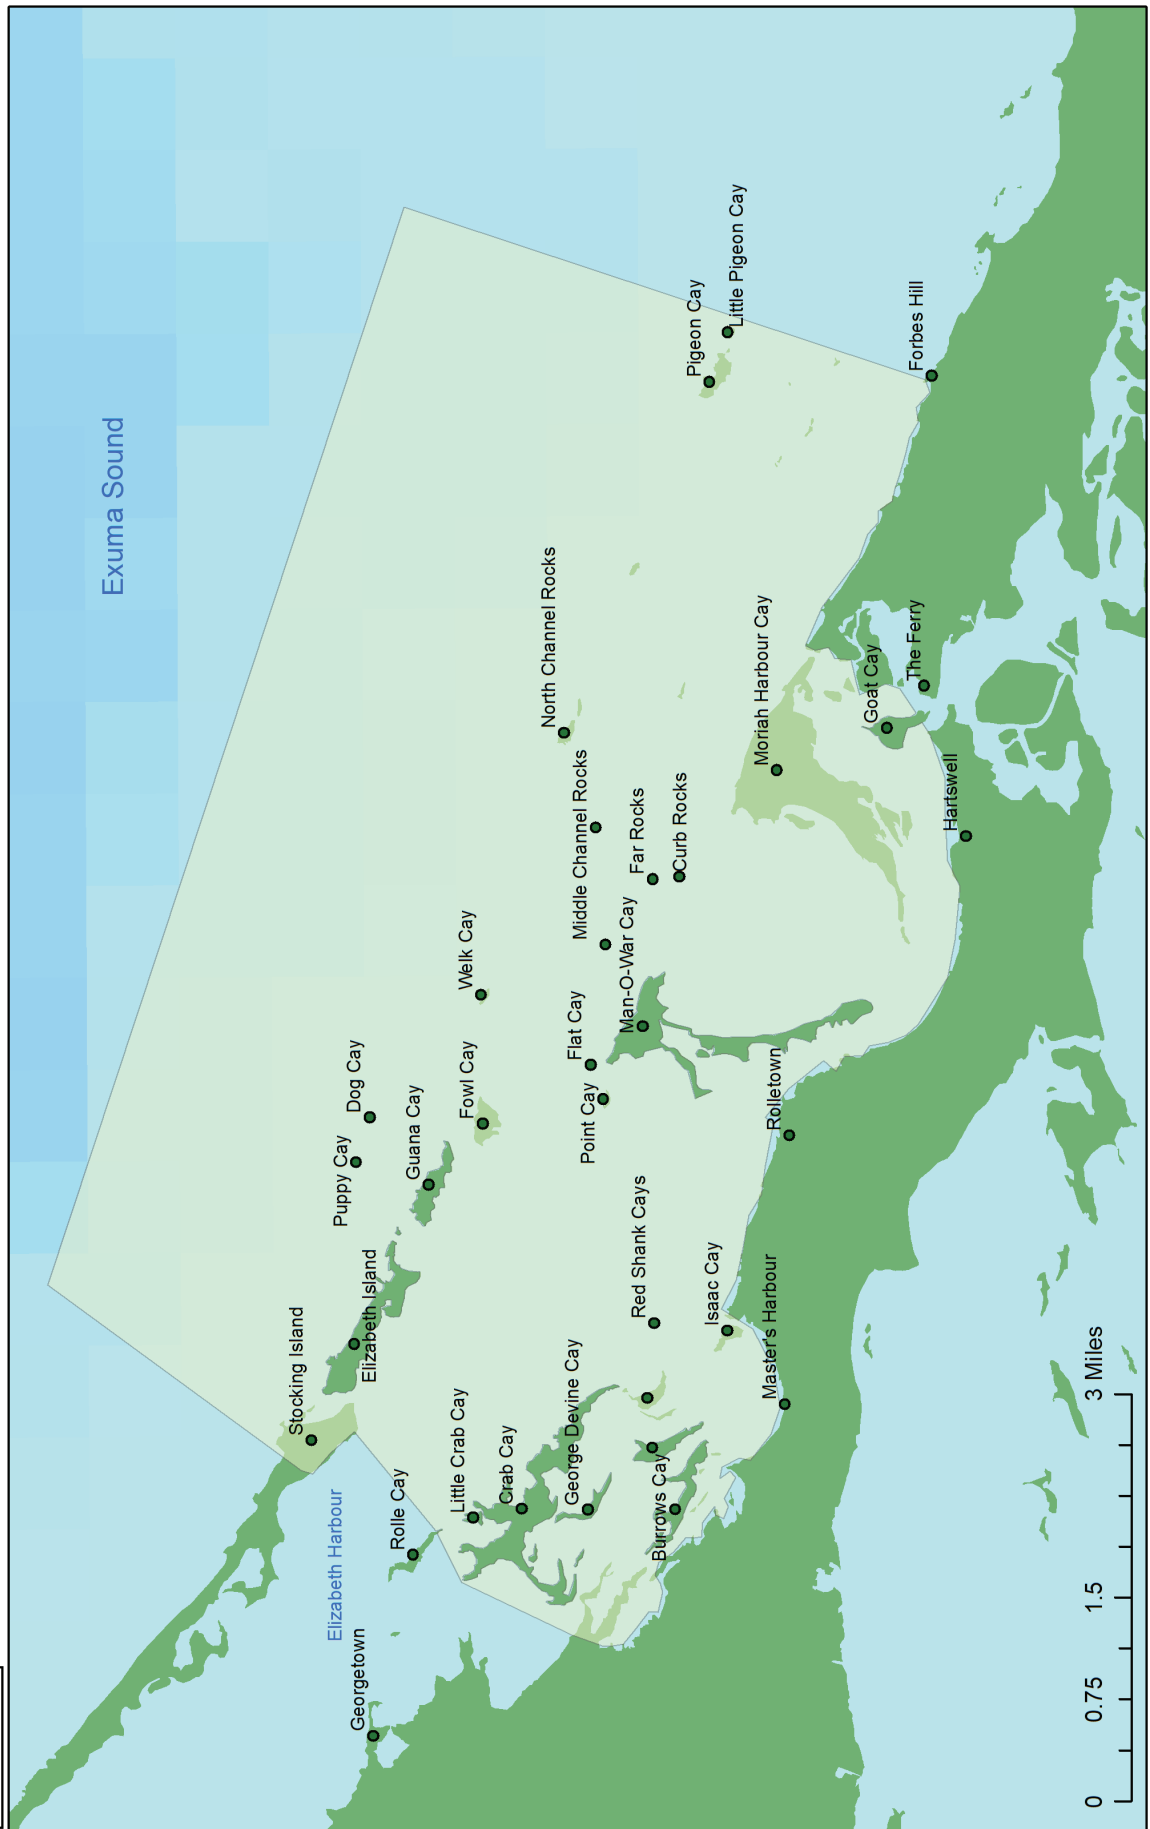 Exuma Sound
Stocking Island
Elizabeth Island
Puppy Cay
Dog Cay
Georgetown
Elizabeth Harbour
Rolle Cay
Guana Cay
Little Crab Cay
Fowl Cay
Welk Cay
Crab Cay
George Devine Cay
Point Cay
Flat Cay
Middle Channel Rocks
North Channel Rocks
Burrows Cay
Red Shank Cays
Man-O-War Cay
Far Rocks
Curb Rocks
Pigeon Cay
Little Pigeon Cay
Isaac Cay
Master's Harbour
Rolletown
Moriah Harbour Cay
Goat Cay
The Ferry
Hartswell
Forbes Hill
0 0.75 1.5 3 Miles